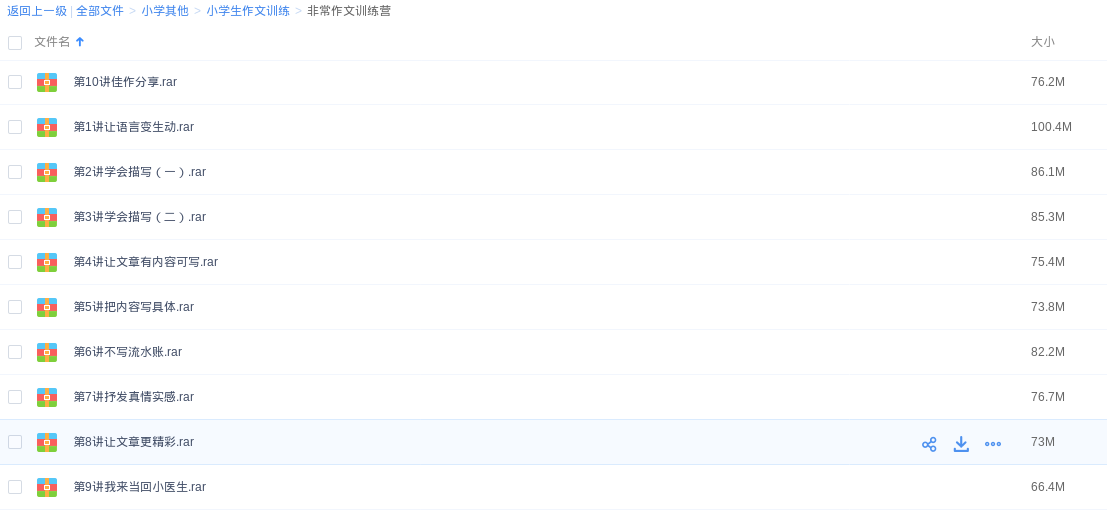 返回上一级 | 全部文件 > 小学其他 > 小学生作文训练 > 非常作文训练营
文件名 大小
第10讲佳作分享.rar 76.2M
第1讲让语言变生动.rar 100.4M
第2讲学会描写（一）.rar 86.1M
第3讲学会描写（二）.rar 85.3M
第4讲让文章有内容可写.rar 75.4M
第5讲把内容写具体.rar 73.8M
第6讲不写流水账.rar 82.2M
第7讲抒发真情实感.rar 76.7M
第8讲让文章更精彩.rar 73M
第9讲我来当回小医生.rar 66.4M